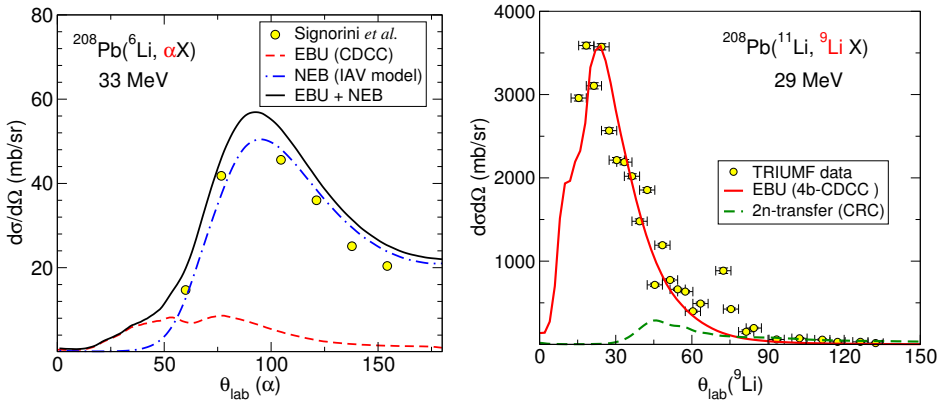 ²⁰⁸Pb(⁶Li, αX)
33 MeV
Signorini et al.
EBU (CDCC)
NEB (IAV model)
EBU + NEB
80
60
40
20
dσ/dΩ (mb/sr)
0 50 100 150
θlab (α)
²⁰⁸Pb(¹¹Li, ⁹Li X)
29 MeV
TRIUMF data
EBU (4b-CDCC )
2n-transfer (CRC)
4000
3000
2000
1000
dσdΩ (mb/sr)
0 30 60 90 120 150
θlab(⁹Li)